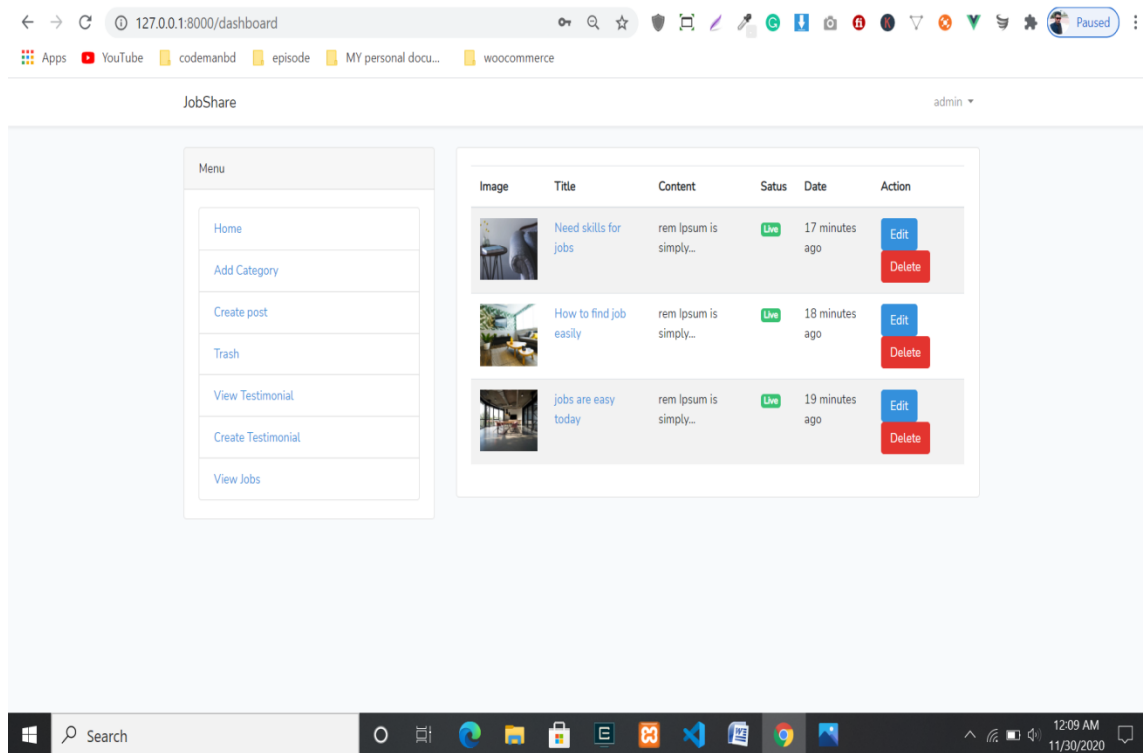 127.0.0.1:8000/dashboard
Paused
Apps YouTube codemanbd episode MY personal docu... woocommerce
JobShare
admin
Menu
Home
Add Category
Create post
Trash
View Testimonial
Create Testimonial
View Jobs
Image Title Content Satus Date Action
Need skills for
jobs
rem Ipsum is
simply...
Live
17 minutes
ago
Edit
Delete
How to find job
easily
rem Ipsum is
simply...
Live
18 minutes
ago
Edit
Delete
jobs are easy
today
rem Ipsum is
simply...
Live
19 minutes
ago
Edit
Delete
Search
12:09 AM
11/30/2020